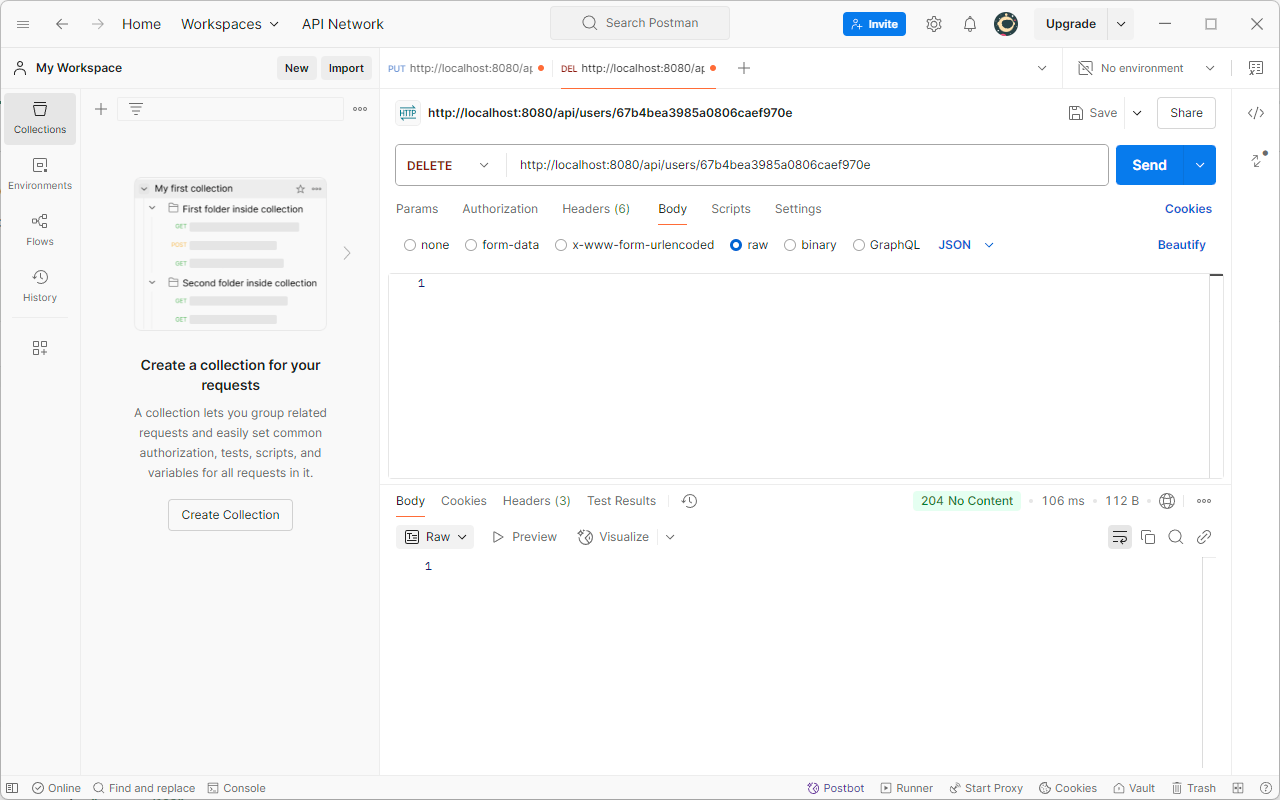 Home Workspaces API Network Search Postman Invite Upgrade
My Workspace New Import PUT http://localhost:8080/ap DEL http://localhost:8080/ap No environment
Collections
Environments
Flows
History
My first collection
First folder inside collection
GET
POST
GET
Second folder inside collection
GET
GET
Create a collection for your
requests
A collection lets you group related
requests and easily set common
authorization, tests, scripts, and
variables for all requests in it.
Create Collection
HTTP http://localhost:8080/api/users/67b4bea3985a0806caef970e Save Share
DELETE http://localhost:8080/api/users/67b4bea3985a0806caef970e Send
Params Authorization Headers (6) Body Scripts Settings Cookies
none form-data x-www-form-urlencoded raw binary GraphQL JSON Beautify
1
Body Cookies Headers (3) Test Results 204 No Content 106 ms 112 B
Raw Preview Visualize
1
Online Find and replace Console Postbot Runner Start Proxy Cookies Vault Trash